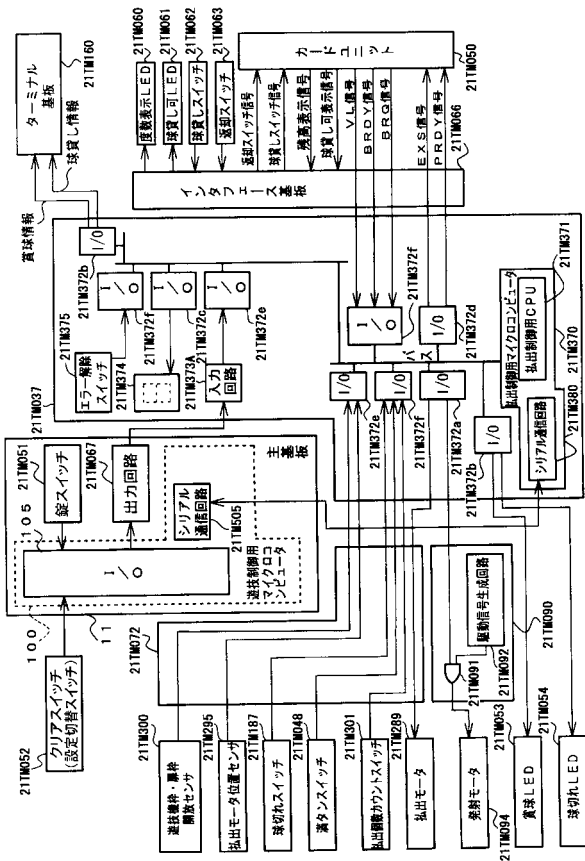 21TM160
ターミナル
基板
球貸し情報
賞球情報
21TM060
度数表示LED
21TM061
球貸し可LED
21TM062
球貸しスイッチ
21TM063
返却スイッチ
カードユニット
21TM050
返却スイッチ信号
球貸しスイッチ信号
残高表示信号
球貸し可表示信号
VL信号
BRDY信号
BRQ信号
EXS信号
PRDY信号
21TM066
インタフェース基板
I/O
21TM372b
I/O
21TM372f
I/O
21TM372c
I/O
21TM372e
21TM375
エラー解除
スイッチ
21TM374
21TM373A
入力
回路
21TM037
I/O
21TM372f
I/O
21TM372d
バス
I/O
21TM372e
I/O
21TM372f
I/O
21TM372a
I/O
21TM372b
払出制御用マイクロコンピュータ
払出制御用CPU
21TM371
21TM370
21TM380
シリアル通信回路
主基板
21TM051
錠スイッチ
21TM067
出力回路
105
I/O
シリアル
通信回路
21TM505
遊技制御用
マイクロコ
ンピュータ
100
11
21TM052
クリアスイッチ
(設定切替スイッチ)
21TM072
21TM300
遊技機枠・扉枠
開放センサ
21TM295
払出モータ位置センサ
21TM187
球切れスイッチ
21TM048
満タンスイッチ
21TM301
払出個数カウントスイッチ
21TM289
払出モータ
21TM091
駆動信号生成回路
21TM092
21TM090
発射モータ
21TM094
21TM053
賞球LED
21TM054
球切れLED